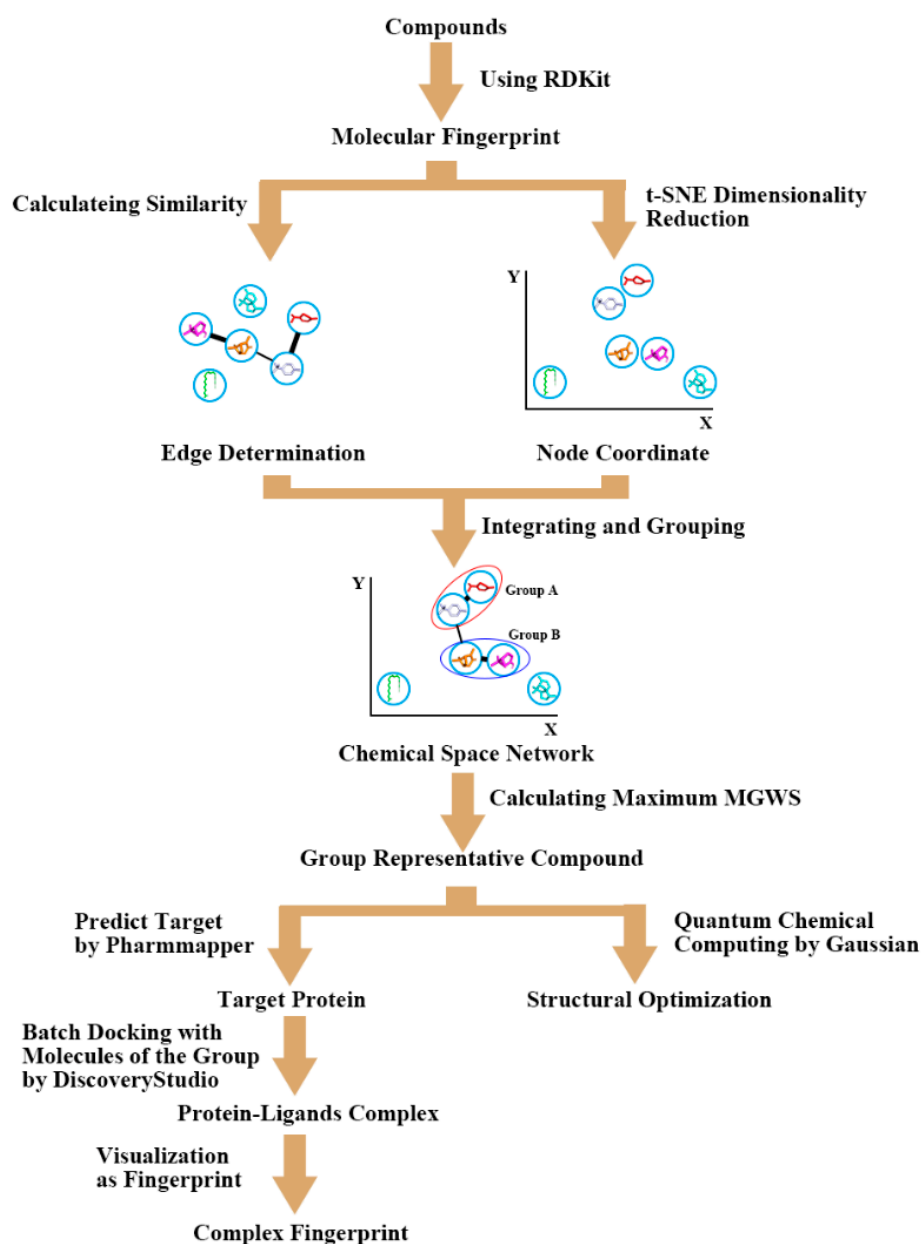 Compounds
Using RDKit
Molecular Fingerprint
Calculateing Similarity
t-SNE Dimensionality
Reduction
Y
X
Edge Determination
Node Coordinate
Integrating and Grouping
Y
Group A
Group B
X
Chemical Space Network
Calculating Maximum MGWS
Group Representative Compound
Predict Target
by Pharmmapper
Quantum Chemical
Computing by Gaussian
Target Protein
Structural Optimization
Batch Docking with
Molecules of the Group
by DiscoveryStudio
Protein-Ligands Complex
Visualization
as Fingerprint
Complex Fingerprint